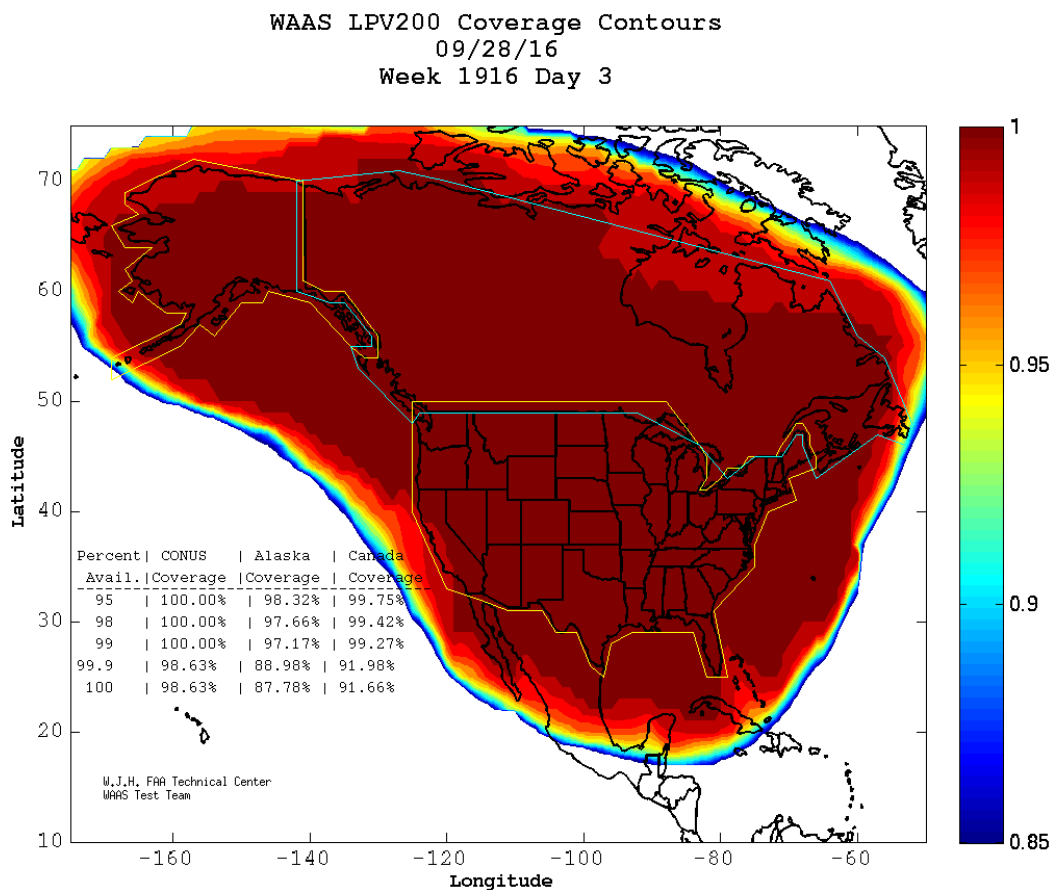 WAAS LPV200 Coverage Contours
09/28/16
Week 1916 Day 3
1
0.95
0.9
0.85
70
60
50
40
30
20
10
Latitude
Percent| CONUS | Alaska | Canada
Avail.|Coverage |Coverage | Coverage
95 | 100.00% | 98.32% | 99.75%
98 | 100.00% | 97.66% | 99.42%
99 | 100.00% | 97.17% | 99.27%
99.9 | 98.63% | 88.98% | 91.98%
100 | 98.63% | 87.78% | 91.66%
W.J.H. FAA Technical Center
WAAS Test Team
-160
-140
-120
-100
-80
-60
Longitude